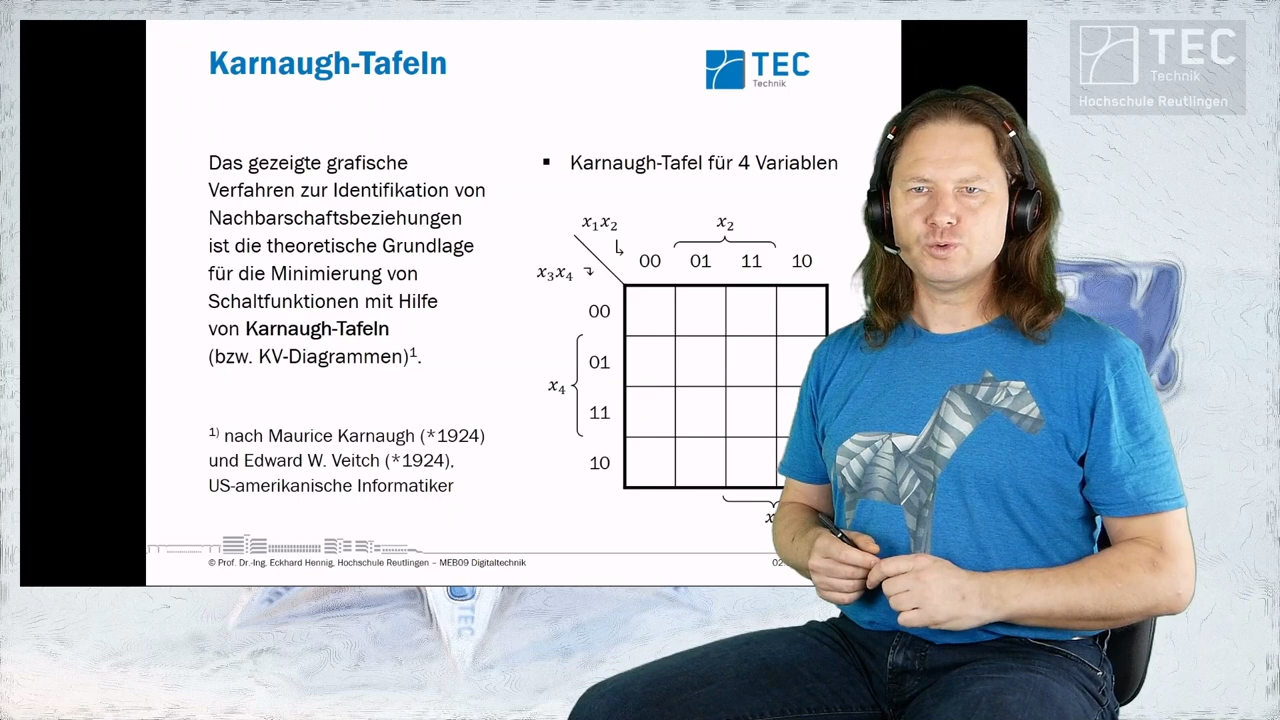 Karnaugh-Tafeln
TEC
Technik
TEC
Technik
Hochschule Reutlingen
Das gezeigte grafische
Verfahren zur Identifikation von
Nachbarschaftsbeziehungen
ist die theoretische Grundlage
für die Minimierung von
Schaltfunktionen mit Hilfe
von Karnaugh-Tafeln
(bzw. KV-Diagrammen)¹.
¹⁾ nach Maurice Karnaugh (*1924)
und Edward W. Veitch (*1924),
US-amerikanische Informatiker
▪ Karnaugh-Tafel für 4 Variablen
x₁x₂
x₂
x₃x₄
00 01 11 10
00
01
x₄
11
10
x
© Prof. Dr.-Ing. Eckhard Hennig, Hochschule Reutlingen – MEB09 Digitaltechnik
02
TEC